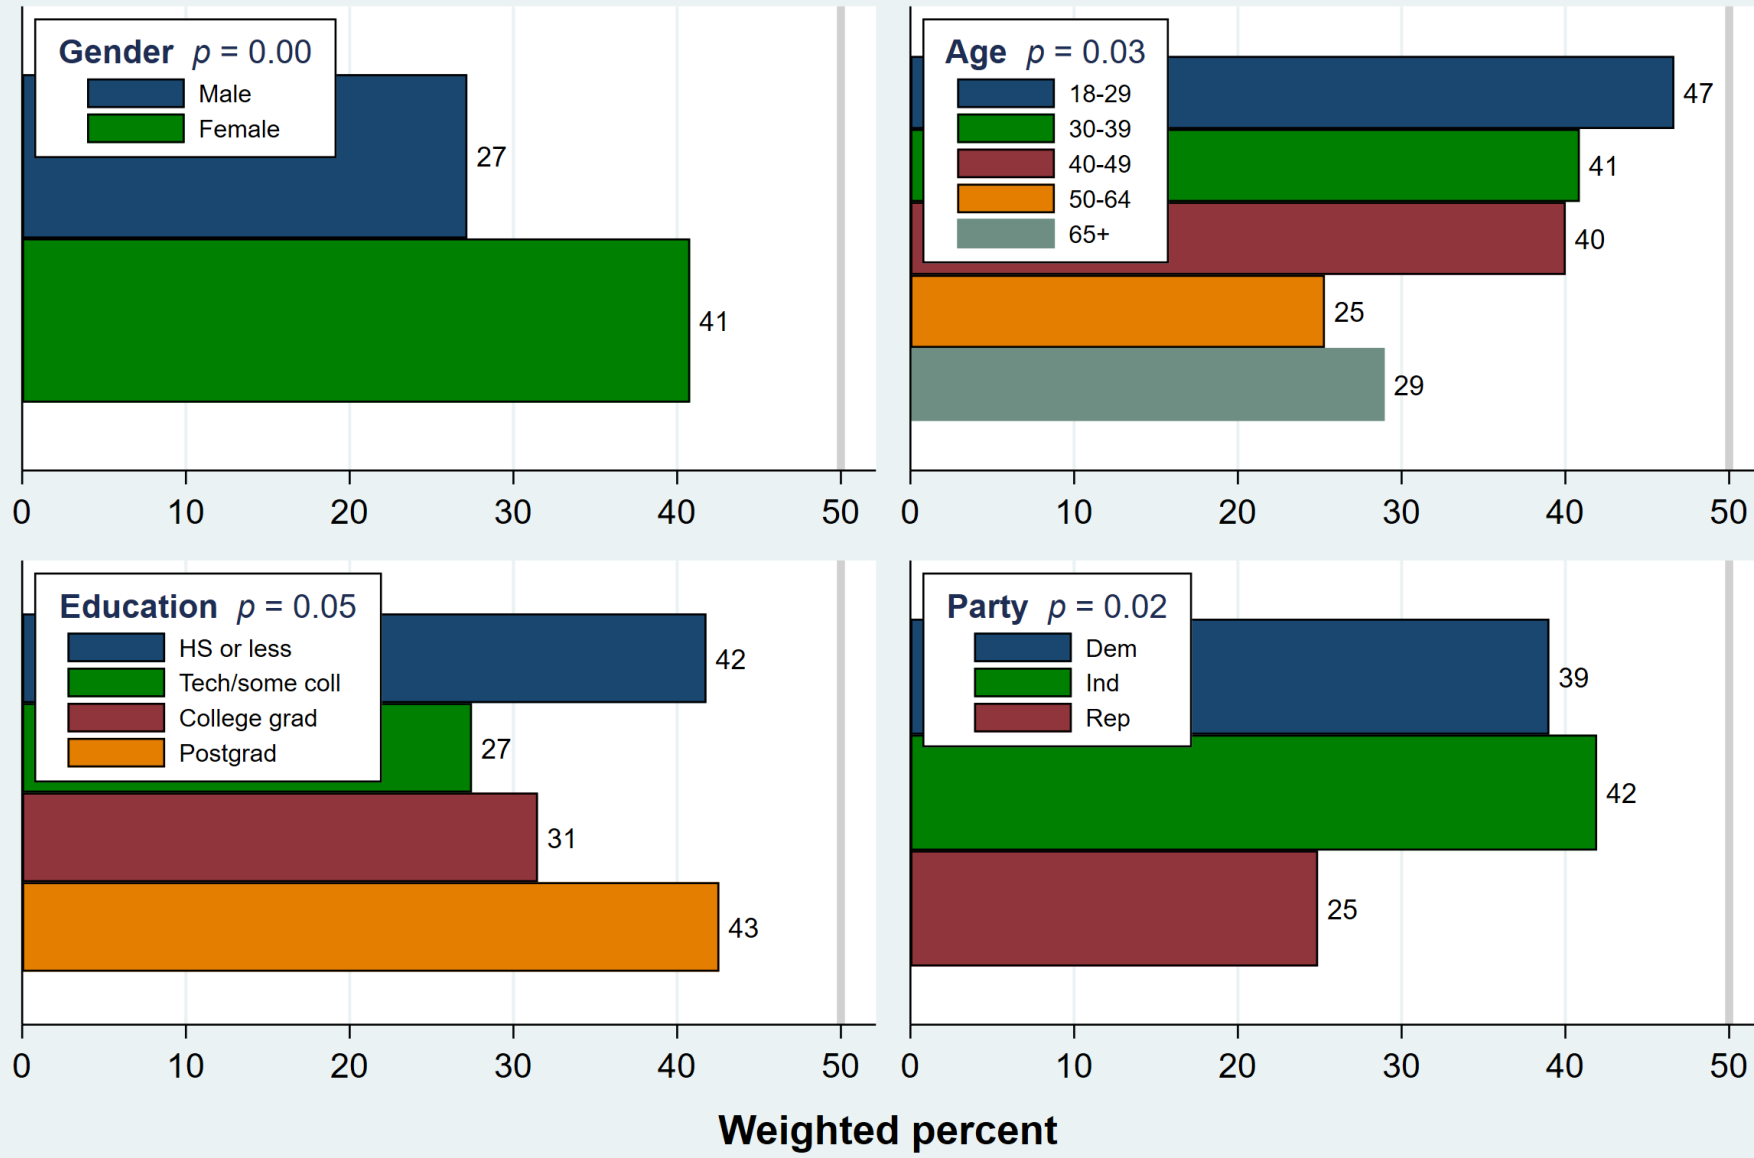 Gender p = 0.00
Male
Female
27
41
0 10 20 30 40 50
Age p = 0.03
18-29
30-39
40-49
50-64
65+
47
41
40
25
29
0 10 20 30 40 50
Education p = 0.05
HS or less
Tech/some coll
College grad
Postgrad
42
27
31
43
0 10 20 30 40 50
Party p = 0.02
Dem
Ind
Rep
39
42
25
0 10 20 30 40 50
Weighted percent